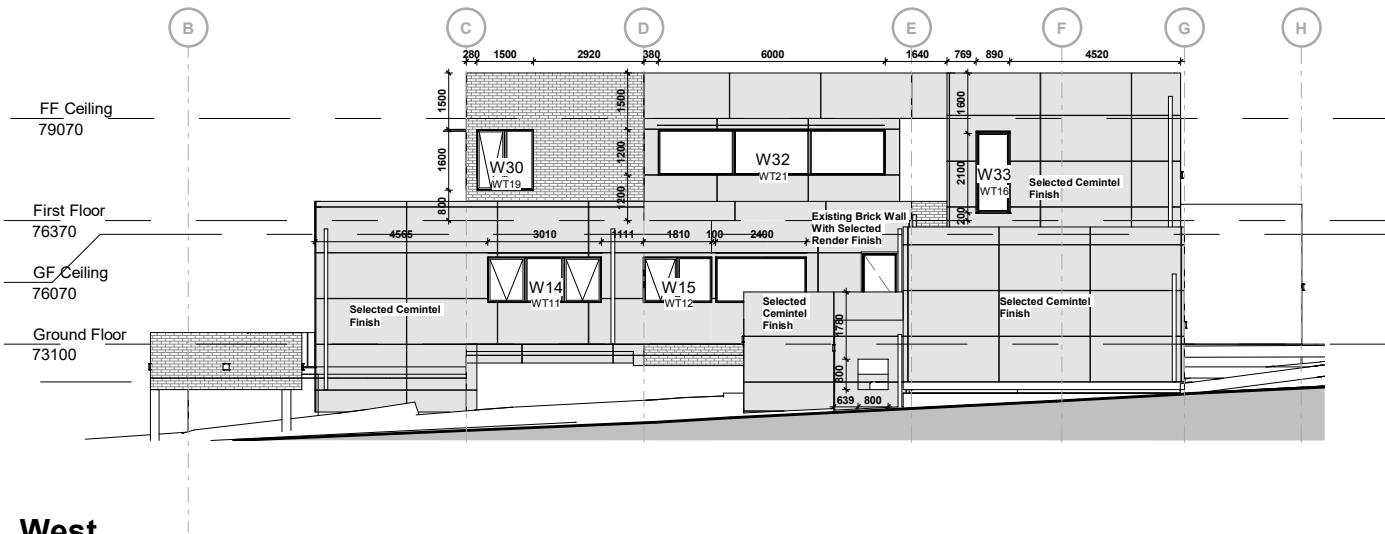 B
C
D
E
F
G
H
280 1500 2920 380 6000 1640 769 890 4520
FF Ceiling
79070
1500
1500
1600
1600
1200
2100
W30
WT19
W32
WT21
W33
WT16
Selected Cemintel
Finish
800
1200
200
First Floor
76370
Existing Brick Wall
With Selected
Render Finish
4565 3010 1111 1810 100 2400
GF Ceiling
76070
W14
WT11
W15
WT12
Selected Cemintel
Finish
Selected
Cemintel
Finish
Selected Cemintel
Finish
1780
Ground Floor
73100
800
639 800
West